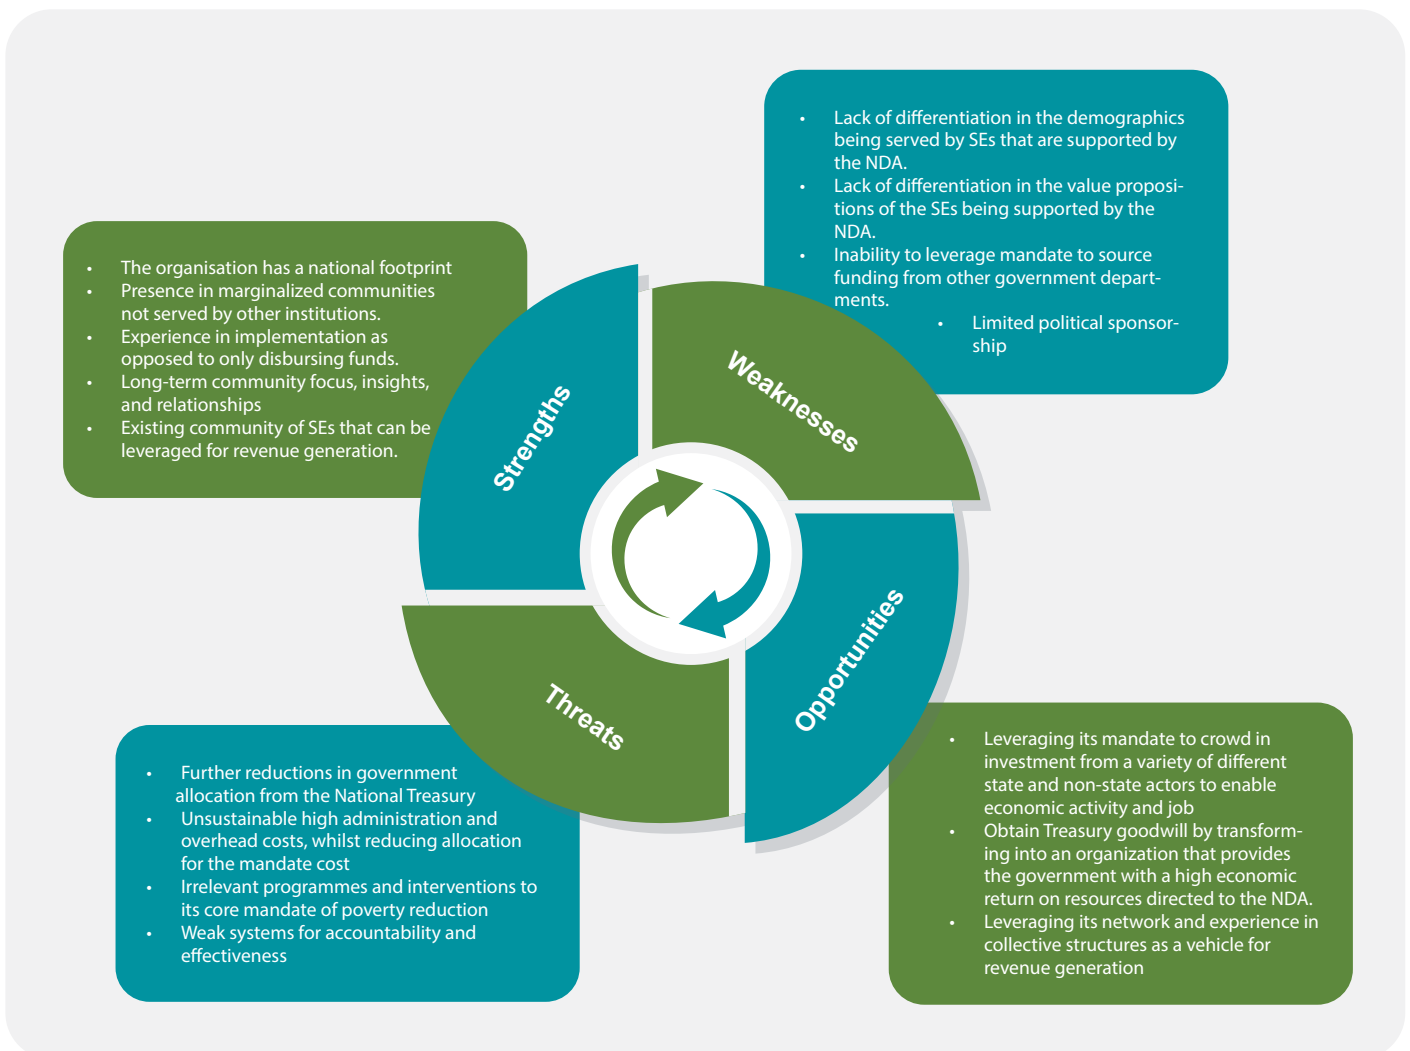 • The organisation has a national footprint
• Presence in marginalized communities
not served by other institutions.
• Experience in implementation as
opposed to only disbursing funds.
• Long-term community focus, insights,
and relationships
• Existing community of SEs that can be
leveraged for revenue generation.
Strengths
• Lack of differentiation in the demographics
being served by SEs that are supported by
the NDA.
• Lack of differentiation in the value proposi-
tions of the SEs being supported by the
NDA.
• Inability to leverage mandate to source
funding from other government depart-
ments.
• Limited political sponsor-
ship
Weaknesses
Threats
• Further reductions in government
allocation from the National Treasury
• Unsustainable high administration and
overhead costs, whilst reducing allocation
for the mandate cost
• Irrelevant programmes and interventions to
its core mandate of poverty reduction
• Weak systems for accountability and
effectiveness
Opportunities
• Leveraging its mandate to crowd in
investment from a variety of different
state and non-state actors to enable
economic activity and job
• Obtain Treasury goodwill by transform-
ing into an organization that provides
the government with a high economic
return on resources directed to the NDA.
• Leveraging its network and experience in
collective structures as a vehicle for
revenue generation